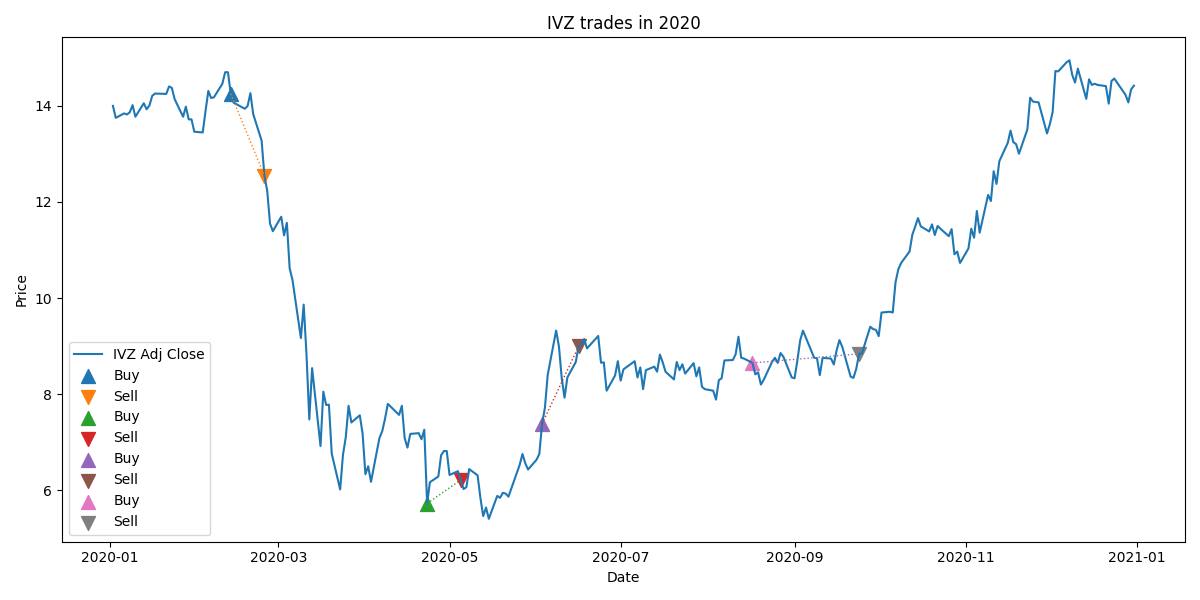 IVZ trades in 2020
Price
14
12
10
8
6
IVZ Adj Close
Buy
Sell
Buy
Sell
Buy
Sell
Buy
Sell
2020-01
2020-03
2020-05
2020-07
2020-09
2020-11
2021-01
Date